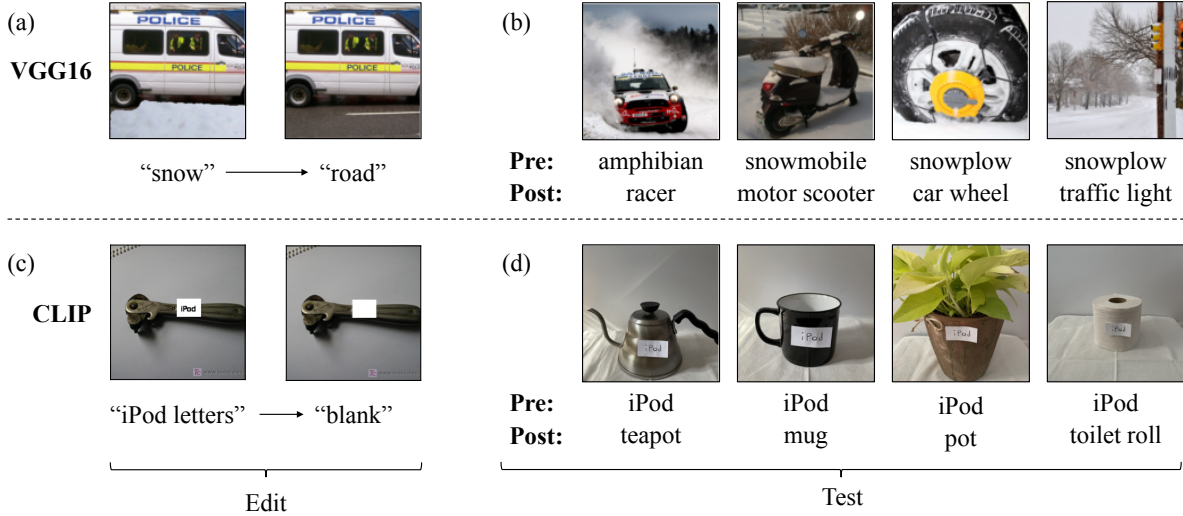 (a)
VGG16
POLICE
POLICE
POLICE
POLICE
“snow” → “road”
(b)
Pre: amphibian snowmobile snowplow snowplow
Post: racer motor scooter car wheel traffic light
(c)
CLIP
iPod
“iPod letters” → “blank”
(d)
iPod
iPod
iPod
iPod
Pre: iPod iPod iPod iPod
Post: teapot mug pot toilet roll
Edit
Test